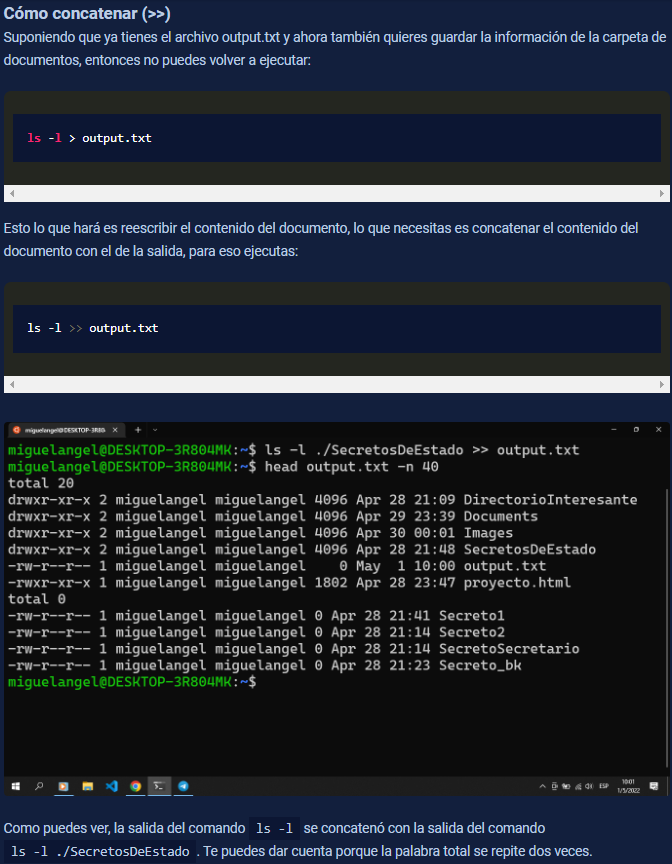 Cómo concatenar (>>)
Suponiendo que ya tienes el archivo output.txt y ahora también quieres guardar la información de la carpeta de
documentos, entonces no puedes volver a ejecutar:
ls -l > output.txt
Esto lo que hará es reescribir el contenido del documento, lo que necesitas es concatenar el contenido del
documento con el de la salida, para eso ejecutas:
ls -l >> output.txt
miguelangel@DESKTOP-3R804
miguelangel@DESKTOP-3R804MK:~$ ls -l ./SecretosDeEstado >> output.txt
miguelangel@DESKTOP-3R804MK:~$ head output.txt -n 40
total 20
drwxr-xr-x 2 miguelangel miguelangel 4096 Apr 28 21:09 DirectorioInteresante
drwxr-xr-x 2 miguelangel miguelangel 4096 Apr 29 23:39 Documents
drwxr-xr-x 2 miguelangel miguelangel 4096 Apr 30 00:01 Images
drwxr-xr-x 2 miguelangel miguelangel 4096 Apr 28 21:48 SecretosDeEstado
-rw-r--r-- 1 miguelangel miguelangel    0 May  1 10:00 output.txt
-rwxr-xr-x 1 miguelangel miguelangel 1802 Apr 28 23:47 proyecto.html
total 0
-rw-r--r-- 1 miguelangel miguelangel 0 Apr 28 21:41 Secreto1
-rw-r--r-- 1 miguelangel miguelangel 0 Apr 28 21:14 Secreto2
-rw-r--r-- 1 miguelangel miguelangel 0 Apr 28 21:14 SecretoSecretario
-rw-r--r-- 1 miguelangel miguelangel 0 Apr 28 21:23 Secreto_bk
miguelangel@DESKTOP-3R804MK:~$
ESP
10:01
1/5/2022
Como puedes ver, la salida del comando ls -l se concatenó con la salida del comando
ls -l ./SecretosDeEstado . Te puedes dar cuenta porque la palabra total se repite dos veces.